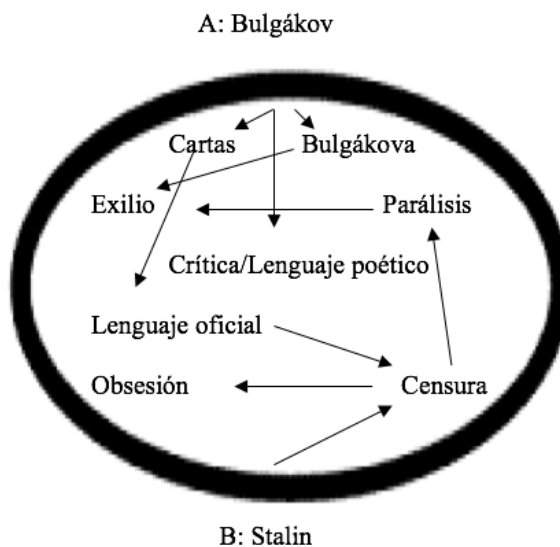 A: Bulgákov
Cartas Bulgákova
Exilio Parálisis
Crítica/Lenguaje poético
Lenguaje oficial
Obsesión Censura
B: Stalin